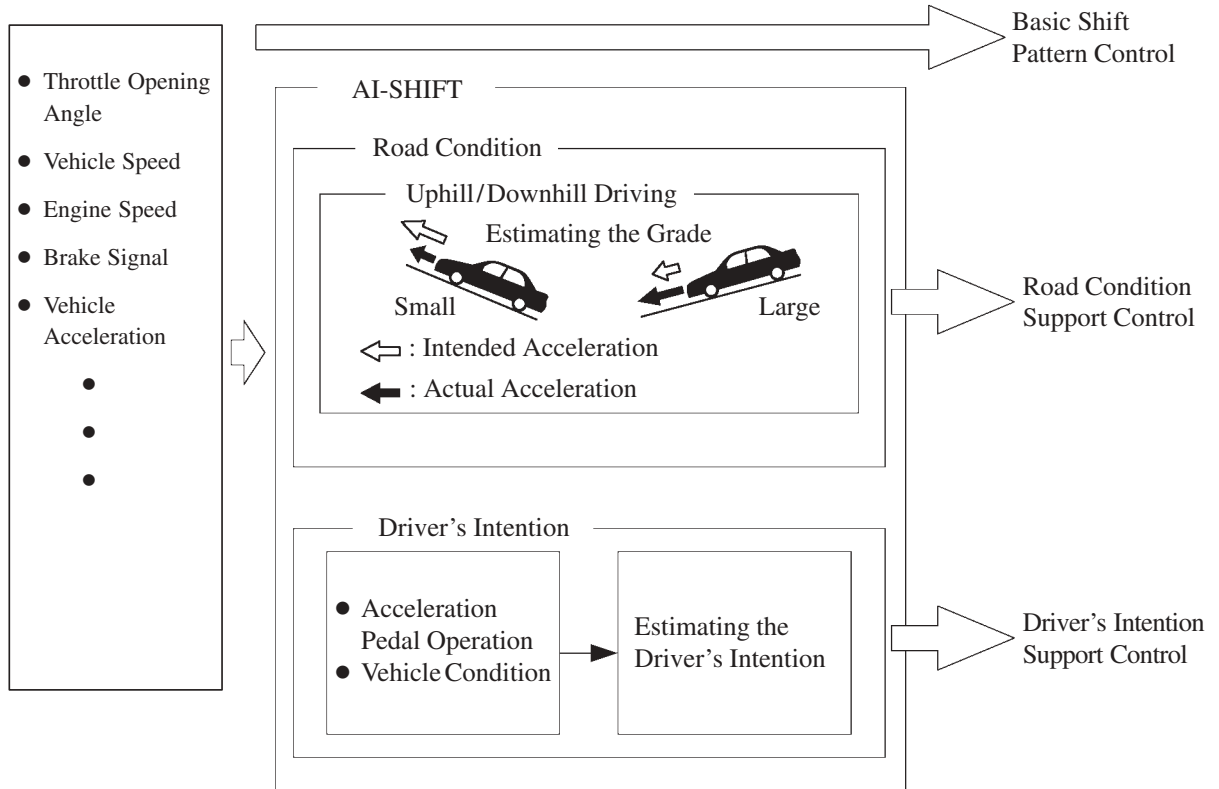 ● Throttle Opening
Angle
● Vehicle Speed
● Engine Speed
● Brake Signal
● Vehicle
Acceleration
●
●
●
Basic Shift
Pattern Control
AI-SHIFT
Road Condition
Uphill/Downhill Driving
Estimating the Grade
Small
Large
: Intended Acceleration
: Actual Acceleration
Road Condition
Support Control
Driver’s Intention
● Acceleration
Pedal Operation
● Vehicle Condition
Estimating the
Driver’s Intention
Driver’s Intention
Support Control